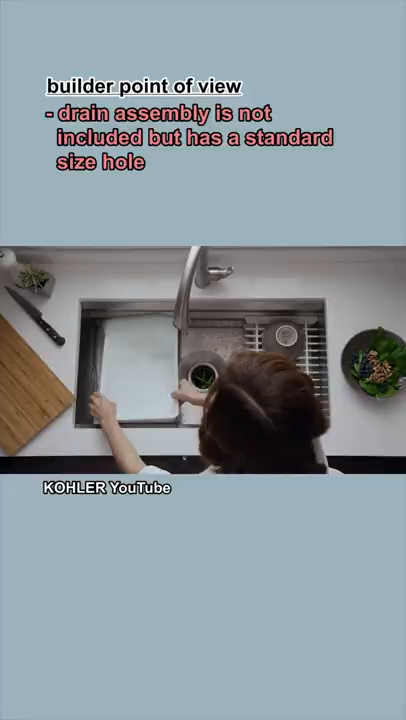 builder point of view
- drain assembly is not
included but has a standard
size hole
KOHLER YouTube